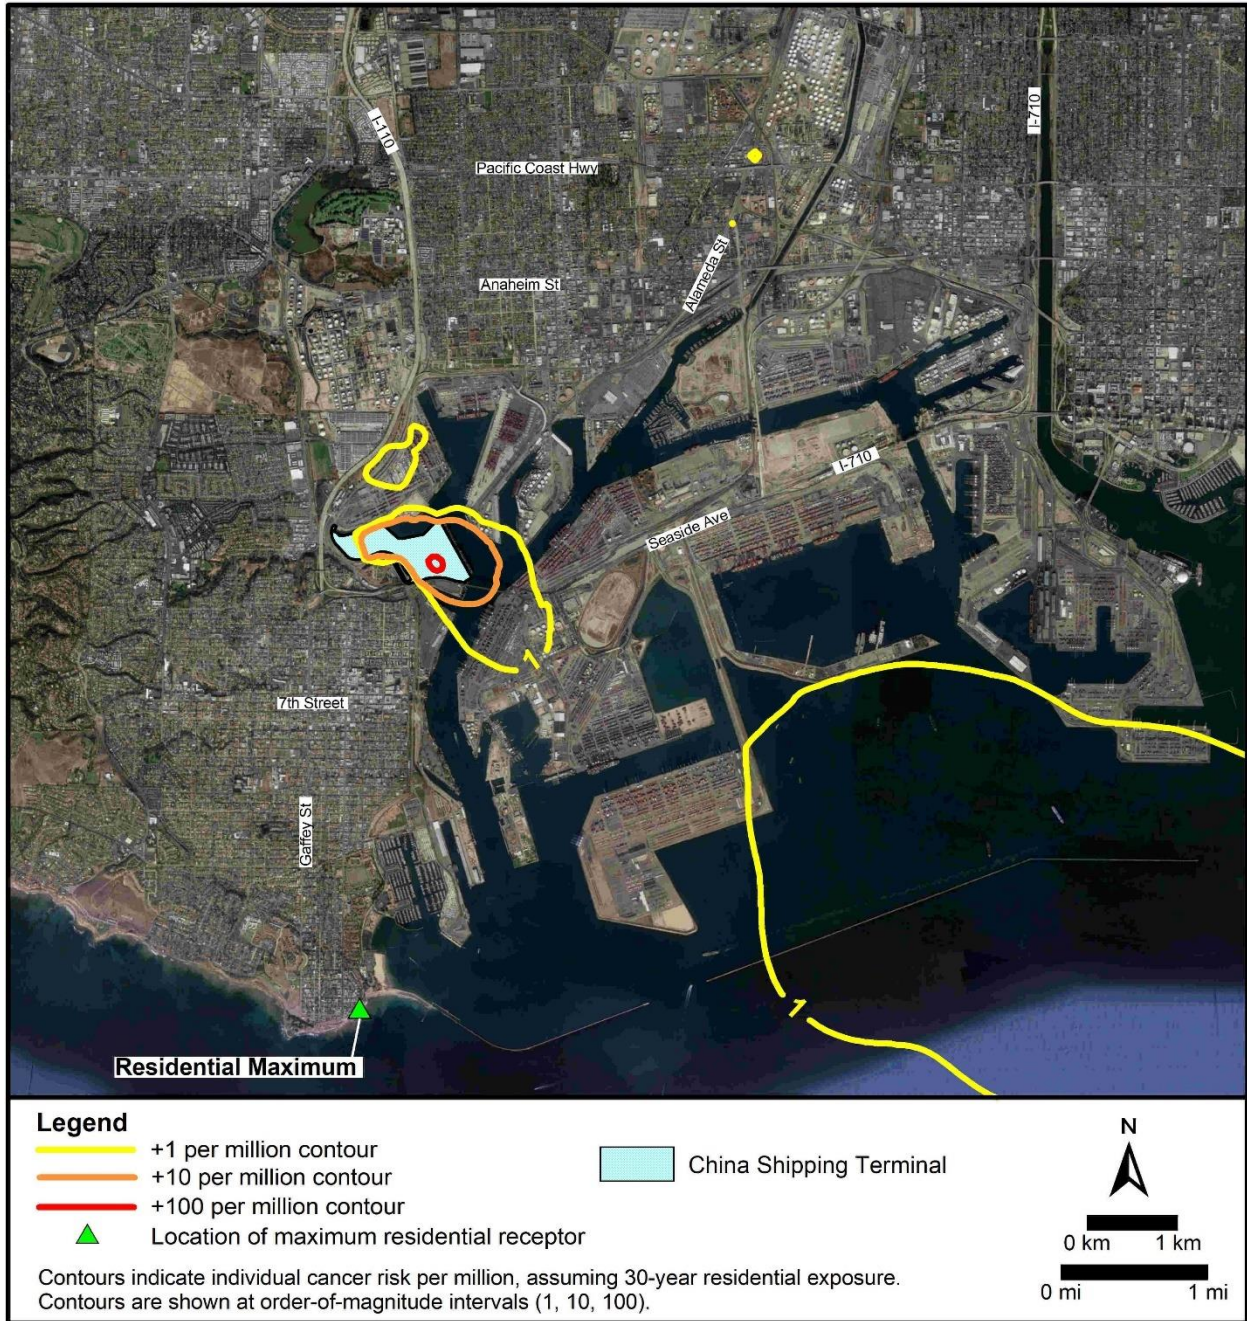 I-110
I-710
Pacific Coast Hwy
Alameda St
Anaheim St
I-710
Seaside Ave
1
7th Street
Gaffey St
1
Residential Maximum
Legend
+1 per million contour
+10 per million contour
+100 per million contour
Location of maximum residential receptor
China Shipping Terminal
N
0 km 1 km
0 mi 1 mi
Contours indicate individual cancer risk per million, assuming 30-year residential exposure.
Contours are shown at order-of-magnitude intervals (1, 10, 100).